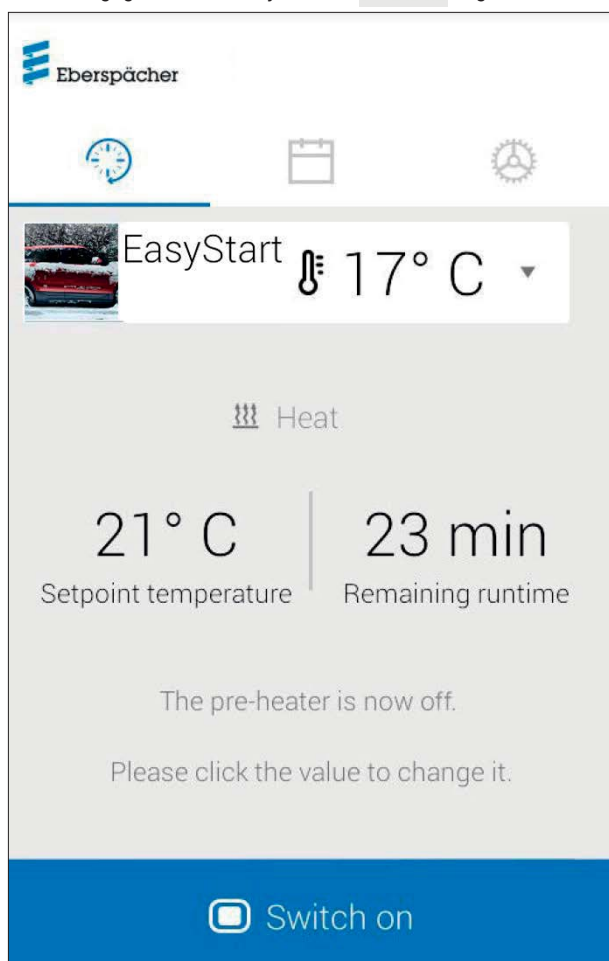 Eberspächer
EasyStart 17° C
Heat
21° C 23 min
Setpoint temperature Remaining runtime
The pre-heater is now off.
Please click the value to change it.
Switch on